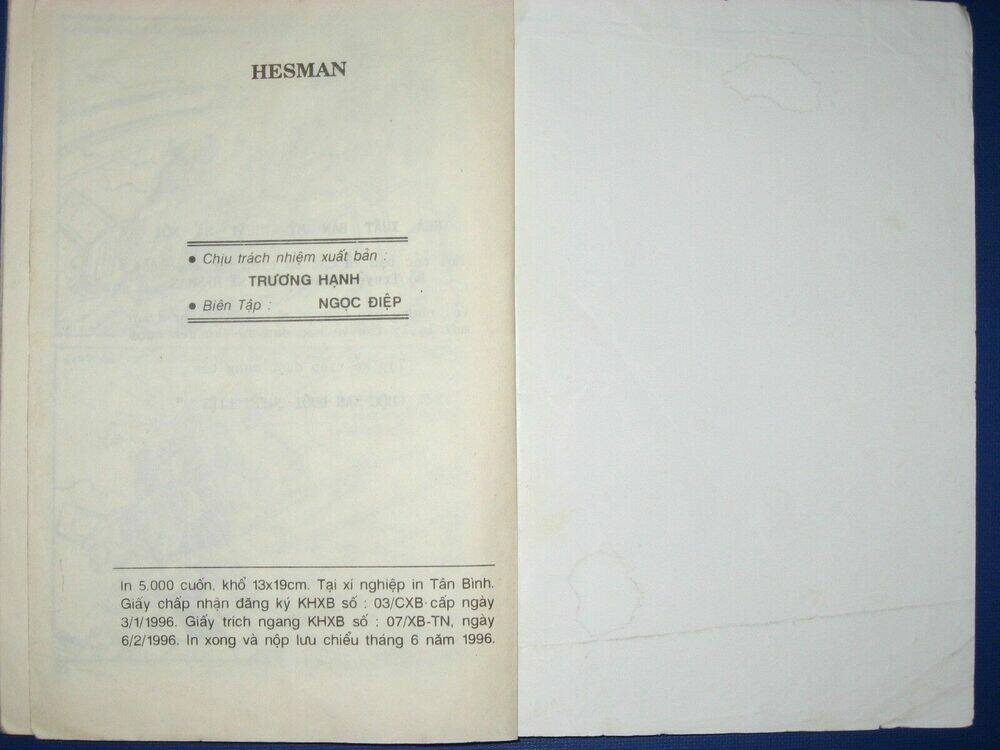 HESMAN
• Chịu trách nhiệm xuất bản :
TRƯƠNG HẠNH
• Biên Tập : NGỌC ĐIỆP
In 5.000 cuốn, khổ 13x19cm. Tại xí nghiệp in Tân Bình.
Giấy chấp nhận đăng ký KHXB số : 03/CXB cấp ngày
3/1/1996. Giấy trích ngang KHXB số : 07/XB-TN, ngày
6/2/1996. In xong và nộp lưu chiểu tháng 6 năm 1996.